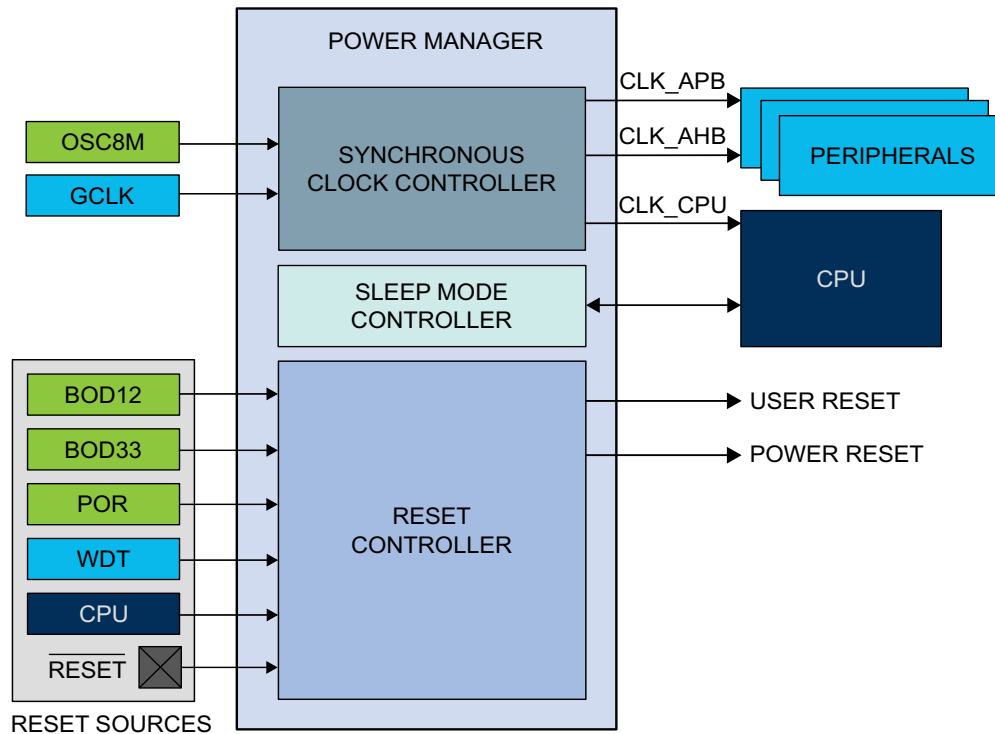 POWER MANAGER
OSC8M
GCLK
SYNCHRONOUS
CLOCK CONTROLLER
CLK_APB
CLK_AHB
CLK_CPU
PERIPHERALS
CPU
SLEEP MODE
CONTROLLER
BOD12
BOD33
POR
WDT
CPU
RESET
RESET SOURCES
RESET
CONTROLLER
USER RESET
POWER RESET